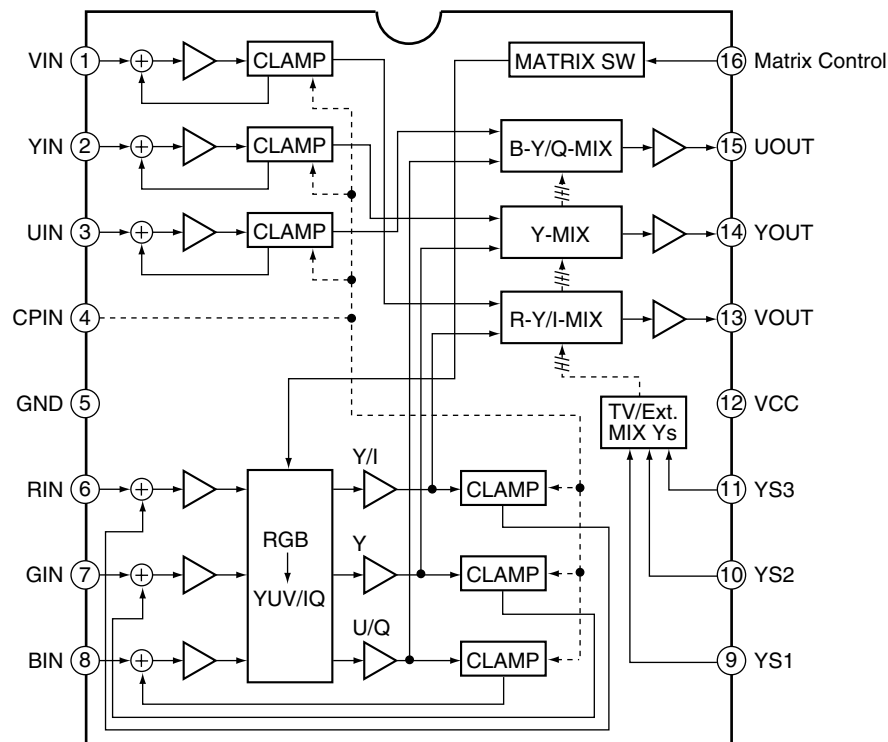 VIN 1 CLAMP MATRIX SW 16 Matrix Control
YIN 2 CLAMP B-Y/Q-MIX 15 UOUT
UIN 3 CLAMP Y-MIX 14 YOUT
CPIN 4 R-Y/I-MIX 13 VOUT
GND 5 TV/Ext. 12 VCC
MIX Ys
Y/I
RIN 6 CLAMP 11 YS3
RGB
Y
GIN 7 CLAMP 10 YS2
YUV/IQ
U/Q
BIN 8 CLAMP 9 YS1